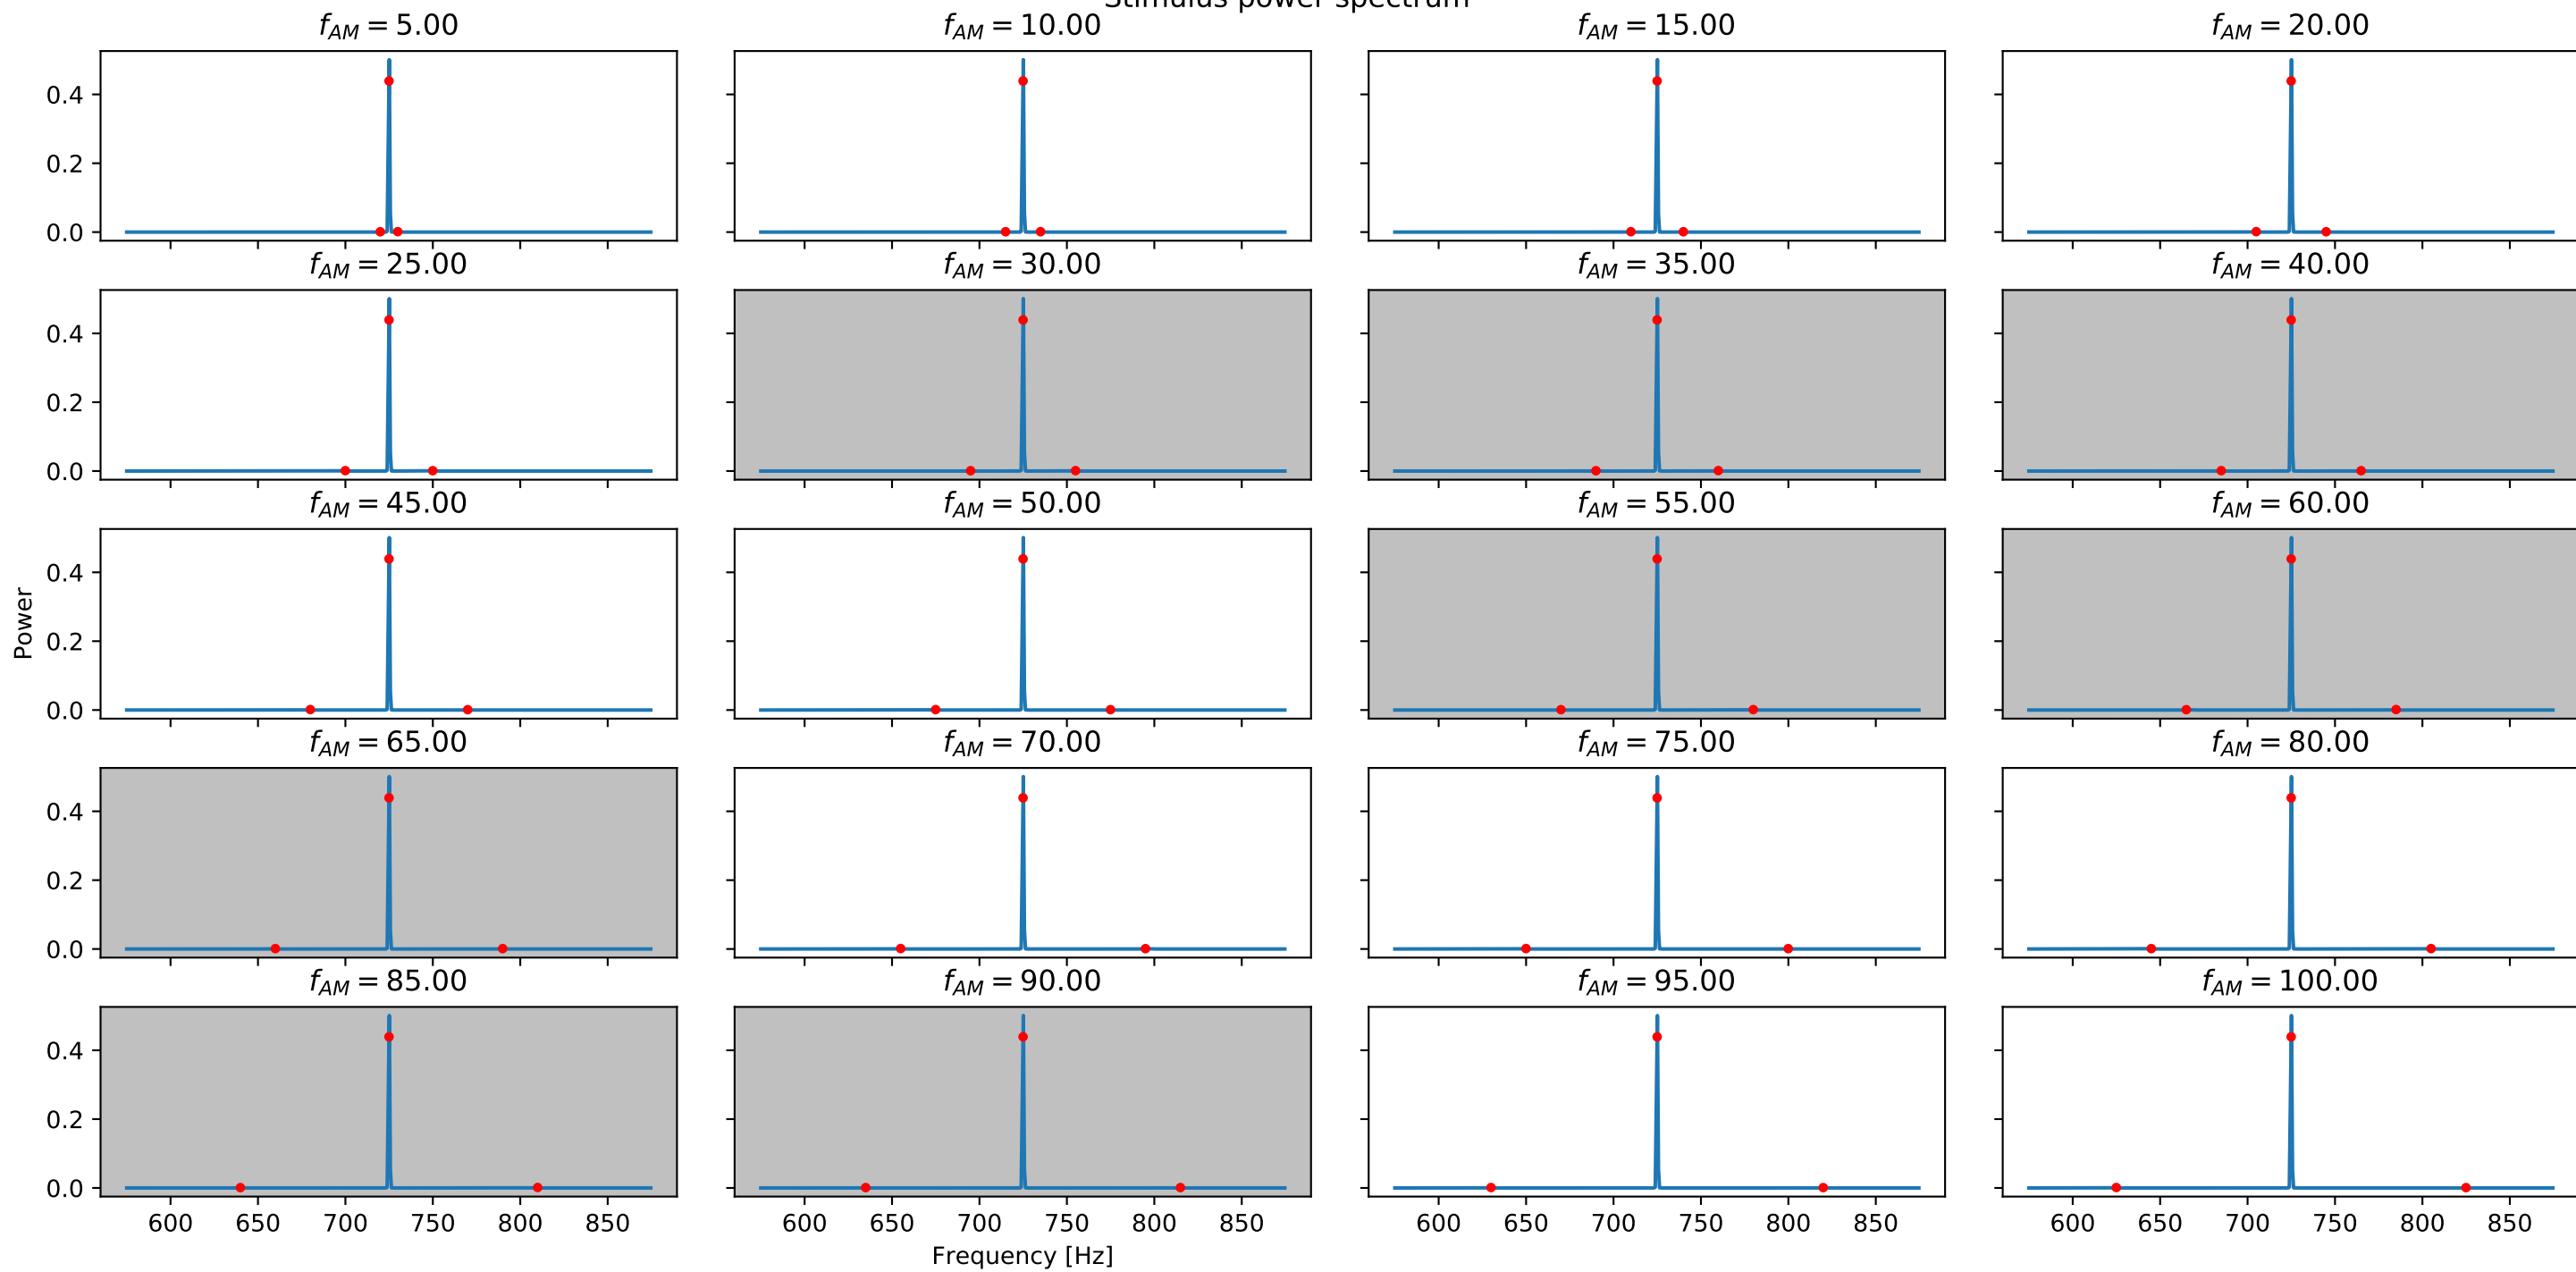 Stimulus power spectrum
f_AM = 5.00
f_AM = 10.00
f_AM = 15.00
f_AM = 20.00
0.4
0.2
0.0
f_AM = 25.00
f_AM = 30.00
f_AM = 35.00
f_AM = 40.00
0.4
0.2
0.0
f_AM = 45.00
f_AM = 50.00
f_AM = 55.00
f_AM = 60.00
Power
0.4
0.2
0.0
f_AM = 65.00
f_AM = 70.00
f_AM = 75.00
f_AM = 80.00
0.4
0.2
0.0
f_AM = 85.00
f_AM = 90.00
f_AM = 95.00
f_AM = 100.00
0.4
0.2
0.0
600 650 700 750 800 850
600 650 700 750 800 850
600 650 700 750 800 850
600 650 700 750 800 850
Frequency [Hz]